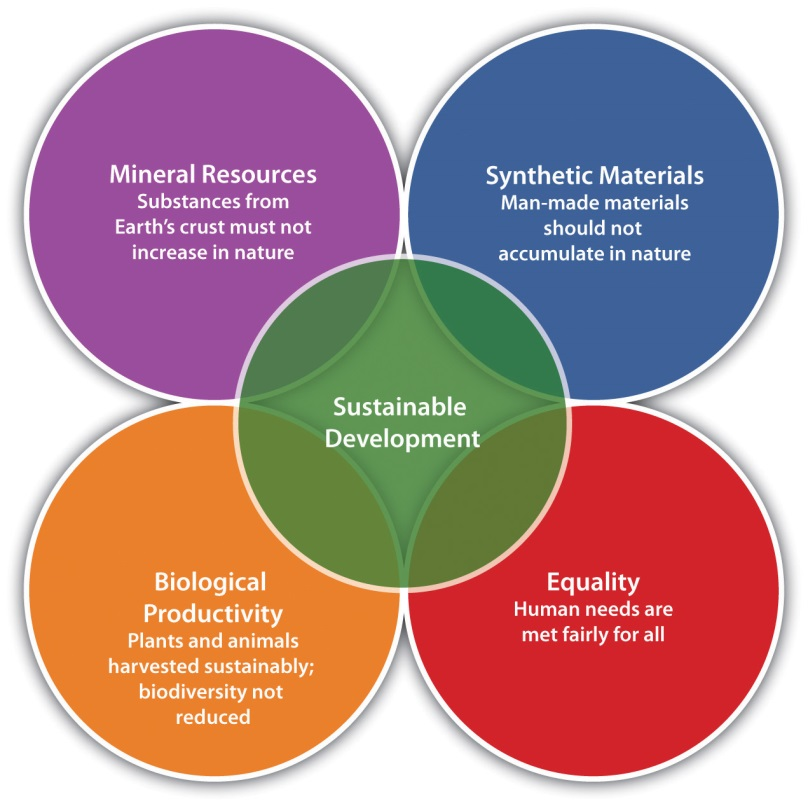 Mineral Resources
Substances from
Earth's crust must not
increase in nature
Synthetic Materials
Man-made materials
should not
accumulate in nature
Sustainable
Development
Biological
Productivity
Plants and animals
harvested sustainably;
biodiversity not
reduced
Equality
Human needs are
met fairly for all